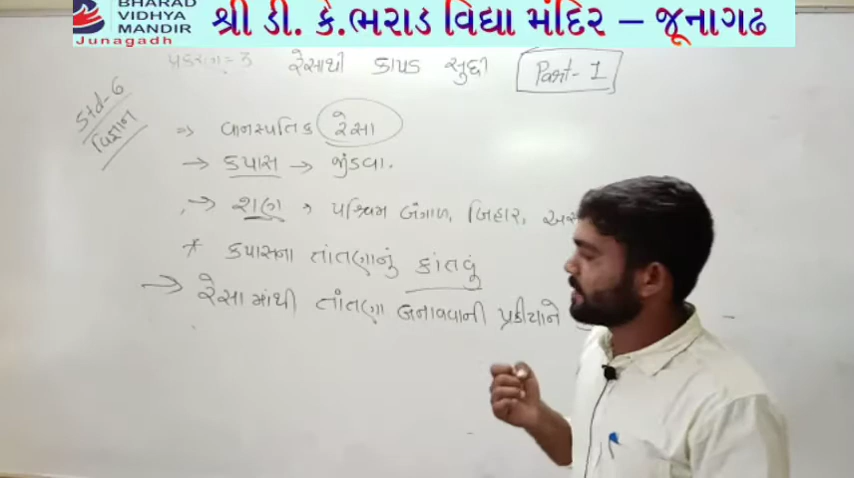 BHARAD
VIDHYA
MANDIR
Junagadh
શ્રી ડી. કે.ભરાડ વિદ્યા મંદિર – જૂનાગઢ
પ્રકરણ - 3 રેસાથી કાપડ સુદ્દી Part - 1
Std-6
વિજ્ઞાન
⇒ વાનસ્પતિક રેસા
→ કપાસ → જીંડવા.
→ શણ → પશ્ચિમ બંગાળ, બિહાર,
* કપાસના તાંતણાનું કાંતવું
→ રેસા માંથી તાંતણા બનાવવાની પ્રક્રીયાને